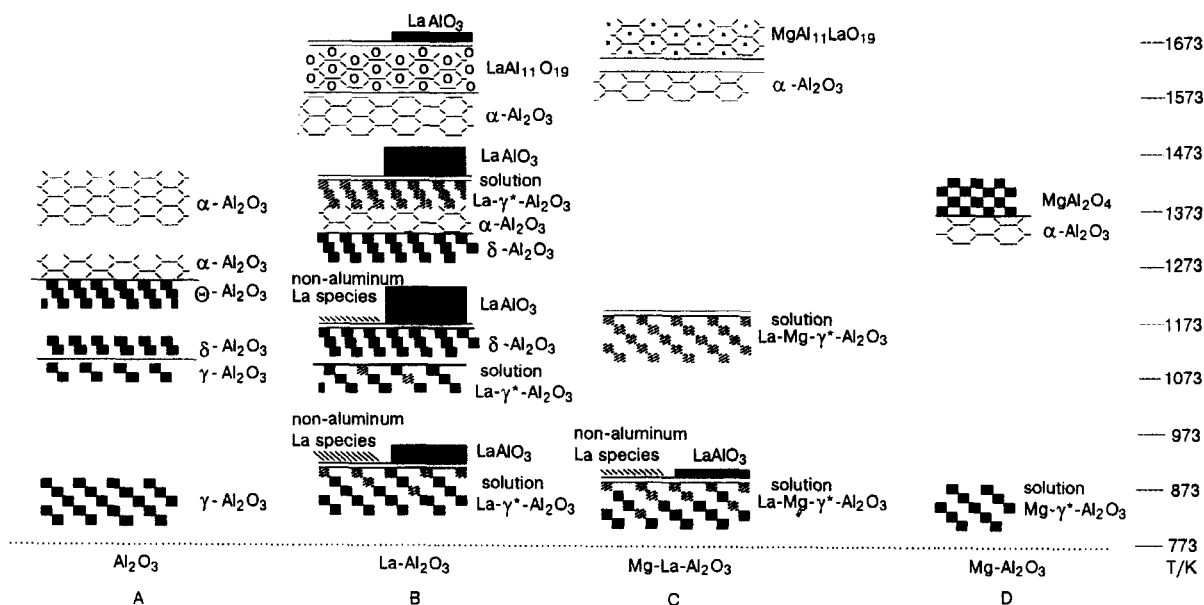 LaAlO₃
LaAl₁₁O₁₉
α-Al₂O₃
LaAlO₃
solution
La-γ*-Al₂O₃
α-Al₂O₃
δ-Al₂O₃
non-aluminum
La species
LaAlO₃
δ-Al₂O₃
solution
La-γ*-Al₂O₃
non-aluminum
La species
LaAlO₃
solution
La-γ*-Al₂O₃
La-Al₂O₃
B
α-Al₂O₃
α-Al₂O₃
Θ-Al₂O₃
δ-Al₂O₃
γ-Al₂O₃
γ-Al₂O₃
Al₂O₃
A
MgAl₁₁LaO₁₉
α-Al₂O₃
solution
La-Mg-γ*-Al₂O₃
non-aluminum
La species
LaAlO₃
solution
La-Mg-γ*-Al₂O₃
Mg-La-Al₂O₃
C
MgAl₂O₄
α-Al₂O₃
solution
Mg-γ*-Al₂O₃
Mg-Al₂O₃
D
1673
1573
1473
1373
1273
1173
1073
973
873
773
T/K